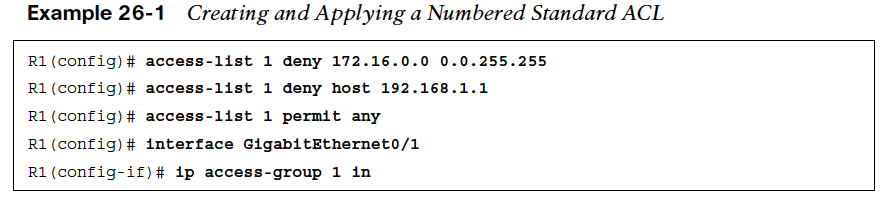 Example 26-1 Creating and Applying a Numbered Standard ACL
R1(config)# access-list 1 deny 172.16.0.0 0.0.255.255
R1(config)# access-list 1 deny host 192.168.1.1
R1(config)# access-list 1 permit any
R1(config)# interface GigabitEthernet0/1
R1(config-if)# ip access-group 1 in